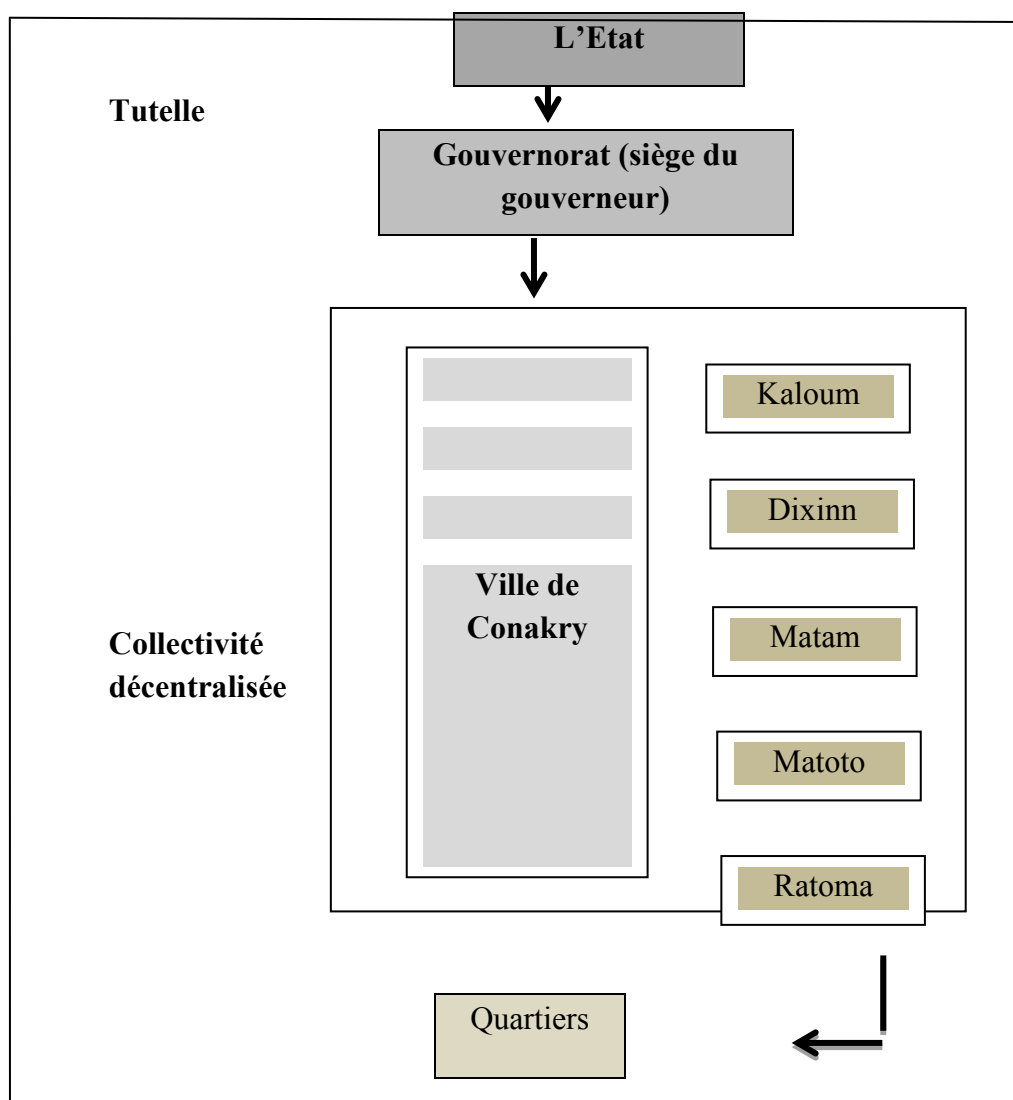 L’Etat
Tutelle
Gouvernorat (siège du
gouverneur)
Kaloum
Dixinn
Ville de
Conakry
Collectivité
décentralisée
Matam
Matoto
Ratoma
Quartiers